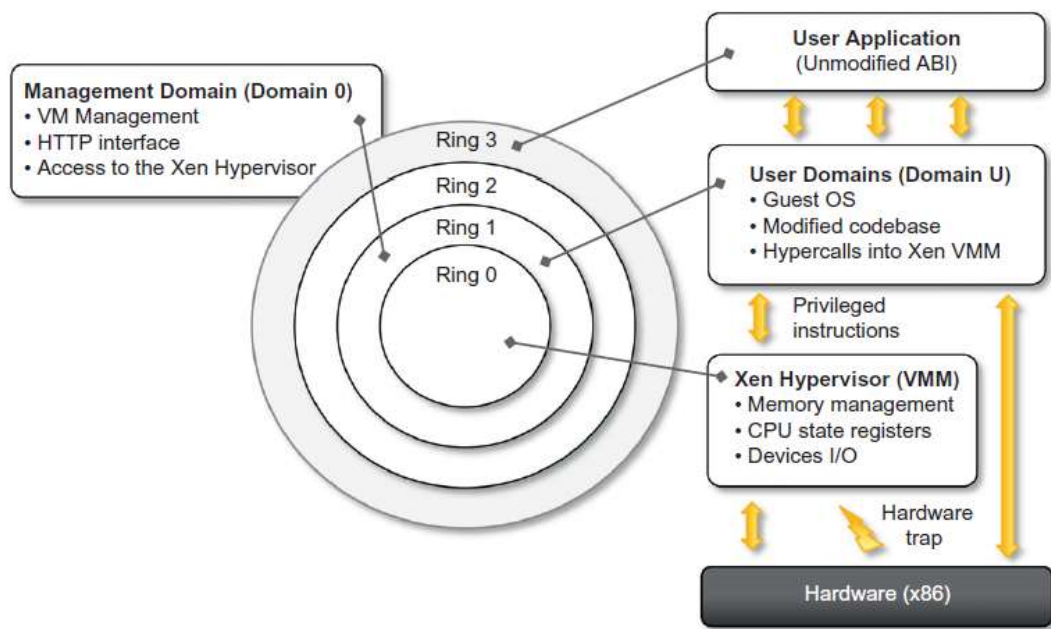 Management Domain (Domain 0)
• VM Management
• HTTP interface
• Access to the Xen Hypervisor
Ring 3
Ring 2
Ring 1
Ring 0
User Application
(Unmodified ABI)
User Domains (Domain U)
• Guest OS
• Modified codebase
• Hypercalls into Xen VMM
Privileged
instructions
Xen Hypervisor (VMM)
• Memory management
• CPU state registers
• Devices I/O
Hardware
trap
Hardware (x86)